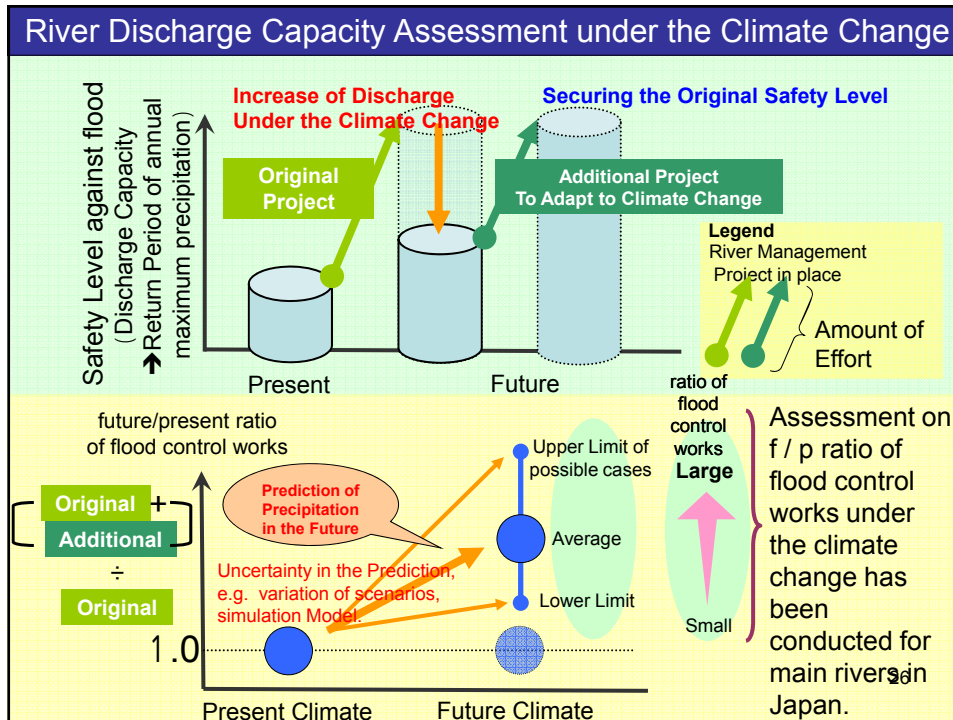 River Discharge Capacity Assessment under the Climate Change
Increase of Discharge
Under the Climate Change
Securing the Original Safety Level
Safety Level against flood
(Discharge Capacity
➔Return Period of annual
maximum precipitation)
Original
Project
Additional Project
To Adapt to Climate Change
Legend
River Management
Project in place
Amount of
Effort
Present
Future
future/present ratio
of flood control works
Original +
Additional
÷
Original
1.0
Prediction of
Precipitation
in the Future
Uncertainty in the Prediction,
e.g. variation of scenarios,
simulation Model.
Upper Limit of
possible cases
Average
Lower Limit
Present Climate
Future Climate
ratio of
flood
control
works
Large
Small
Assessment on
f / p ratio of
flood control
works under
the climate
change has
been
conducted for
main rivers in
Japan.
26